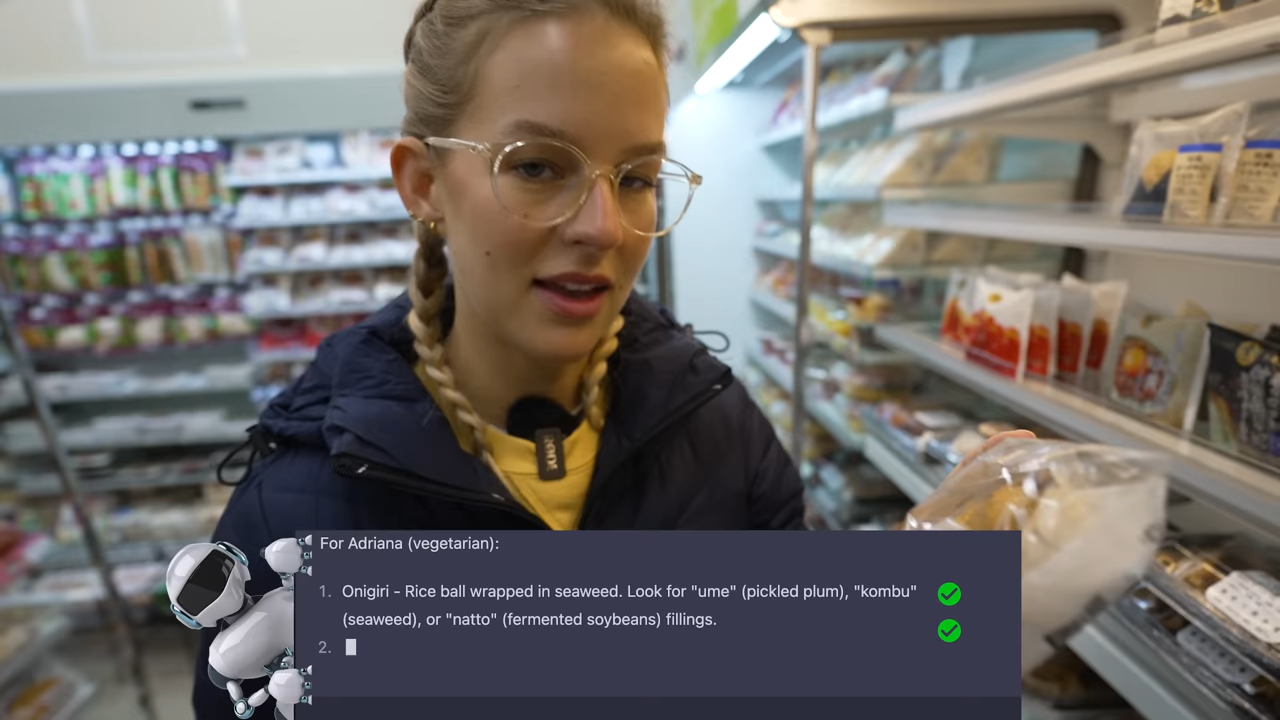 For Adriana (vegetarian):
1. Onigiri - Rice ball wrapped in seaweed. Look for "ume" (pickled plum), "kombu"
(seaweed), or "natto" (fermented soybeans) fillings.
2.